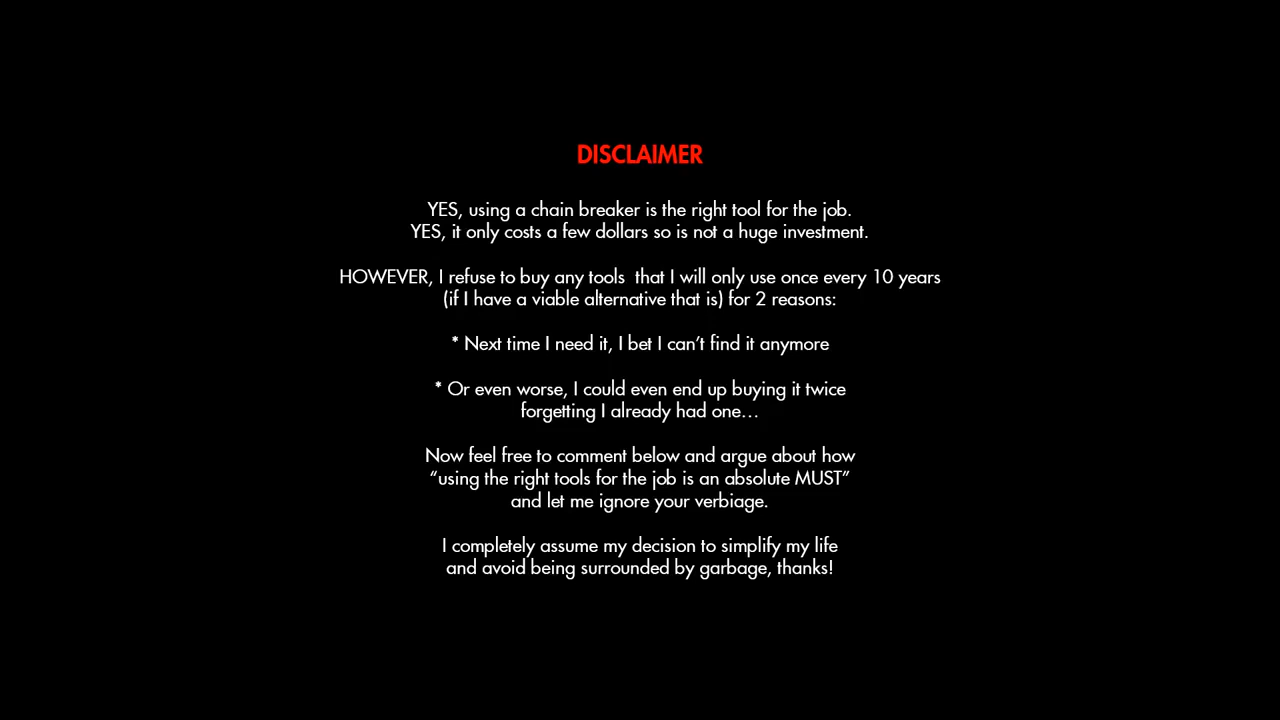 DISCLAIMER
YES, using a chain breaker is the right tool for the job.
YES, it only costs a few dollars so is not a huge investment.
HOWEVER, I refuse to buy any tools  that I will only use once every 10 years
(if I have a viable alternative that is) for 2 reasons:
* Next time I need it, I bet I can’t find it anymore
* Or even worse, I could even end up buying it twice
forgetting I already had one…
Now feel free to comment below and argue about how
“using the right tools for the job is an absolute MUST”
and let me ignore your verbiage.
I completely assume my decision to simplify my life
and avoid being surrounded by garbage, thanks!